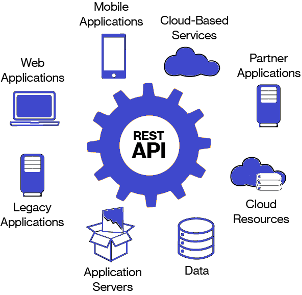 Mobile
Applications
Cloud-Based
Services
Partner
Applications
Web
Applications
REST
API
Legacy
Applications
Cloud
Resources
Application
Servers
Data